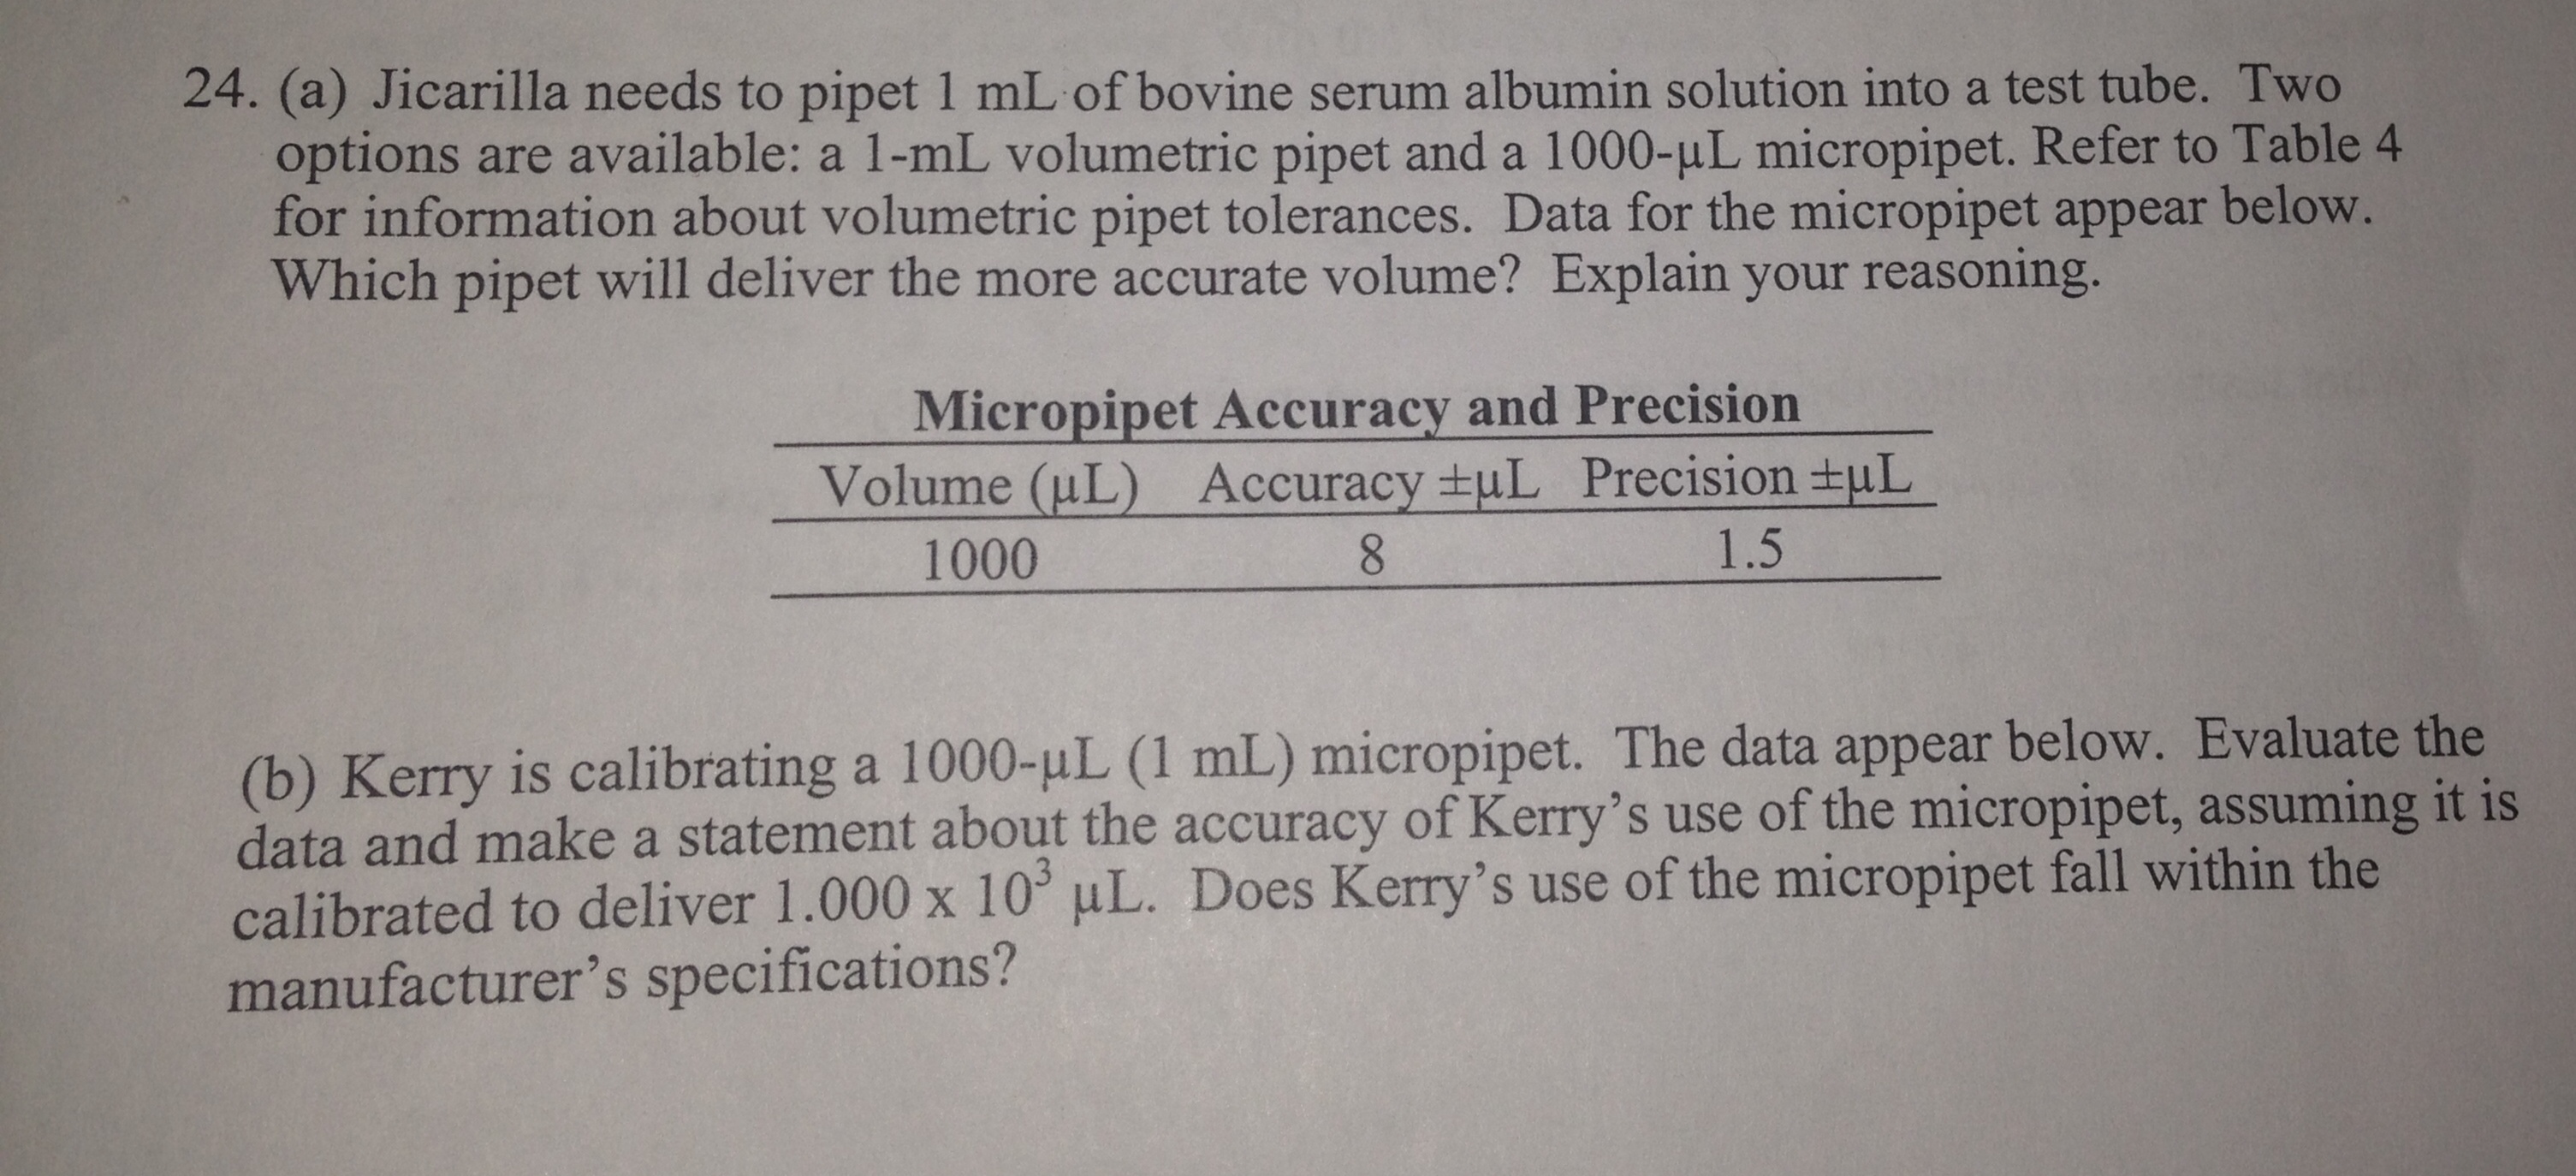 24. (a) Jicarilla needs to pipet 1 mL of bovine serum albumin solution into a test tube. Two
options are available: a 1-mL volumetric pipet and a 1000-μL micropipet. Refer to Table 4
for information about volumetric pipet tolerances. Data for the micropipet appear below.
Which pipet will deliver the more accurate volume? Explain your reasoning.
Micropipet Accuracy and Precision
Volume (μL) Accuracy ±μL Precision ±μL
1000 8 1.5
(b) Kerry is calibrating a 1000-μL (1 mL) micropipet. The data appear below. Evaluate the
data and make a statement about the accuracy of Kerry's use of the micropipet, assuming it is
calibrated to deliver 1.000 x 10³ μL. Does Kerry's use of the micropipet fall within the
manufacturer's specifications?